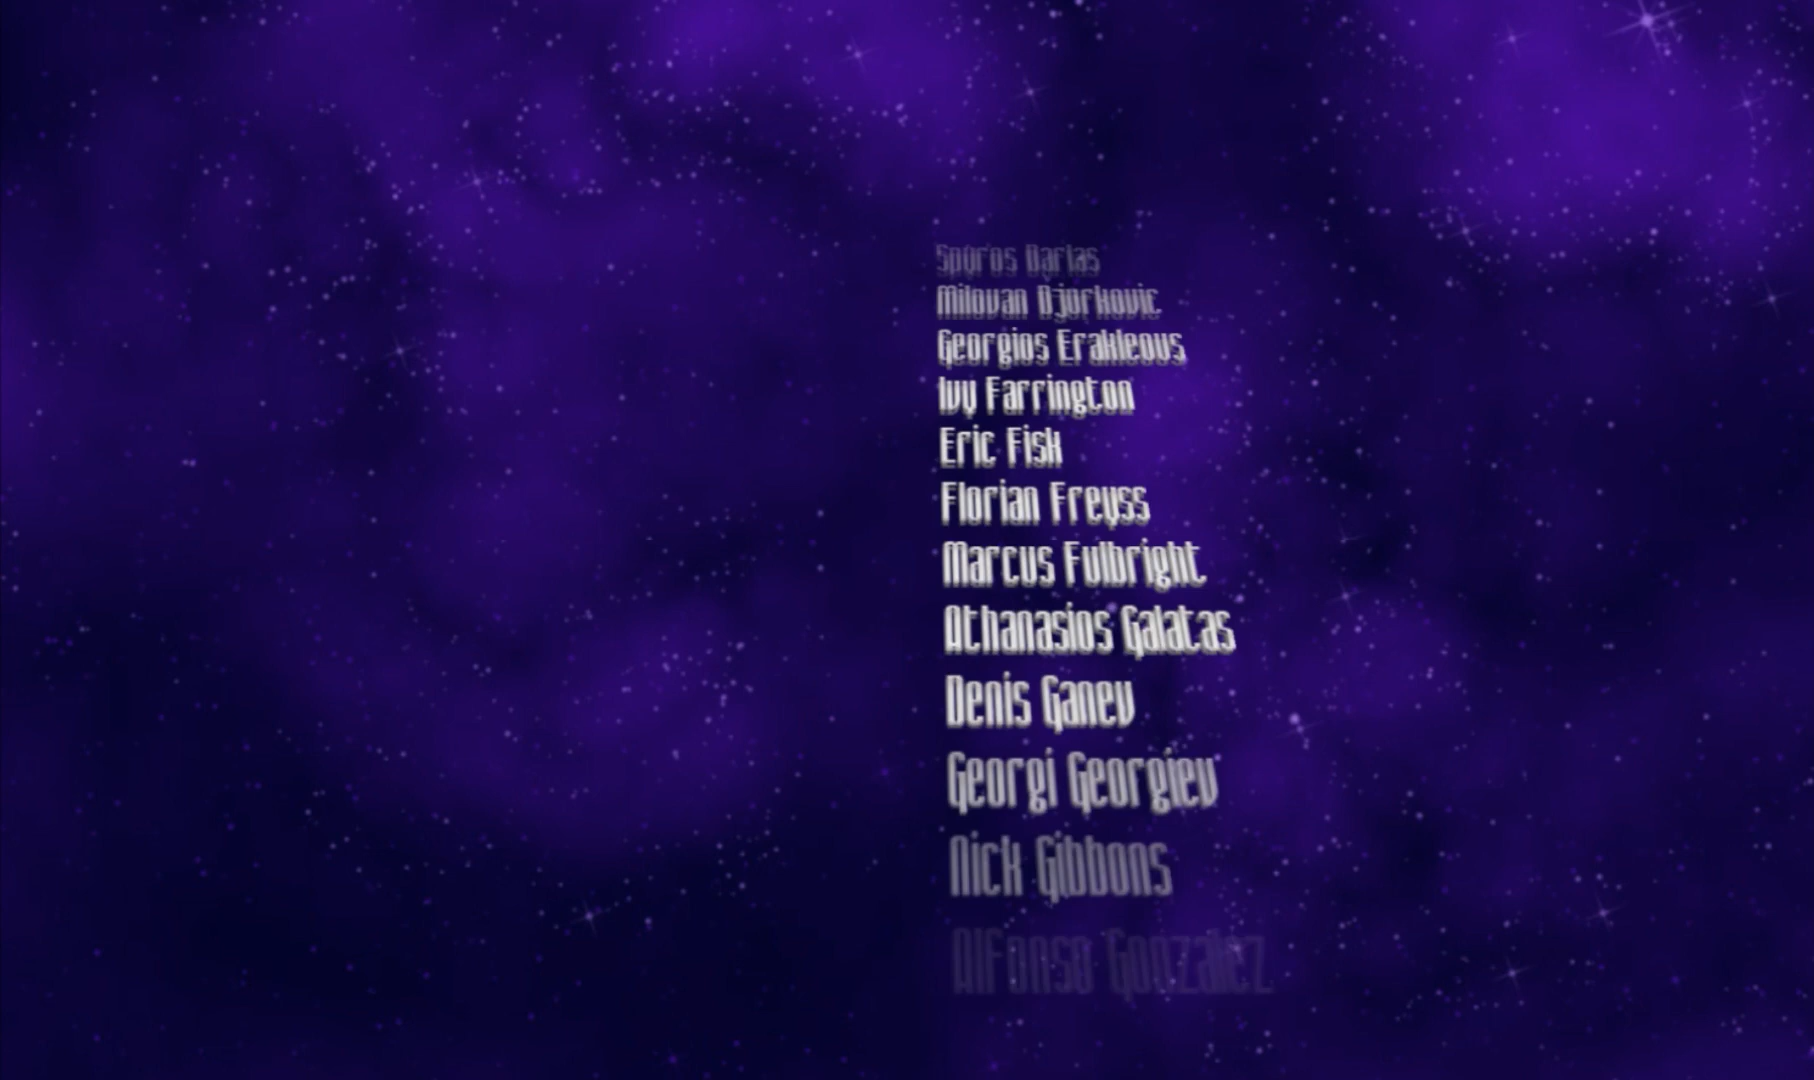 Spyros Darlas
Milovan Djorkovic
Georgios Erakleous
Ivy Farrington
Eric Fisk
Florian Freyss
Marcus Fulbright
Athanasios Galatas
Denis Ganev
Georgi Georgiev
Nick Gibbons
Alfonso Gonzalez